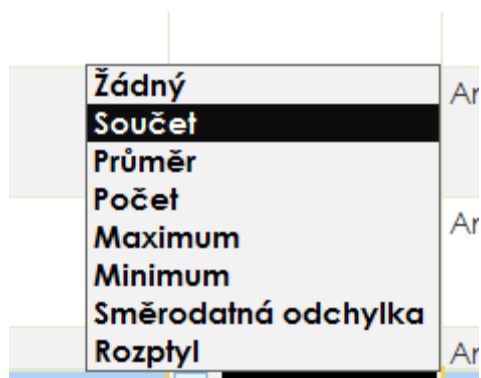 Žádný
Součet
Průměr
Počet
Maximum
Minimum
Směrodatná odchylka
Rozptyl